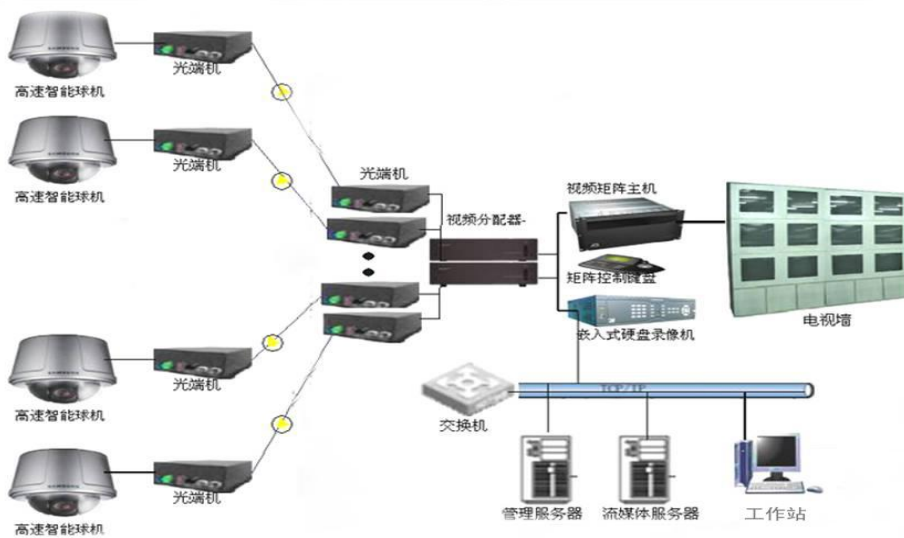 高速智能球机
光端机
高速智能球机
光端机
光端机
视频分配器-
视频矩阵主机
矩阵控制键盘
电视墙
嵌入式硬盘录像机
高速智能球机
光端机
TCP/IP
交换机
高速智能球机
光端机
管理服务器
流媒体服务器
工作站